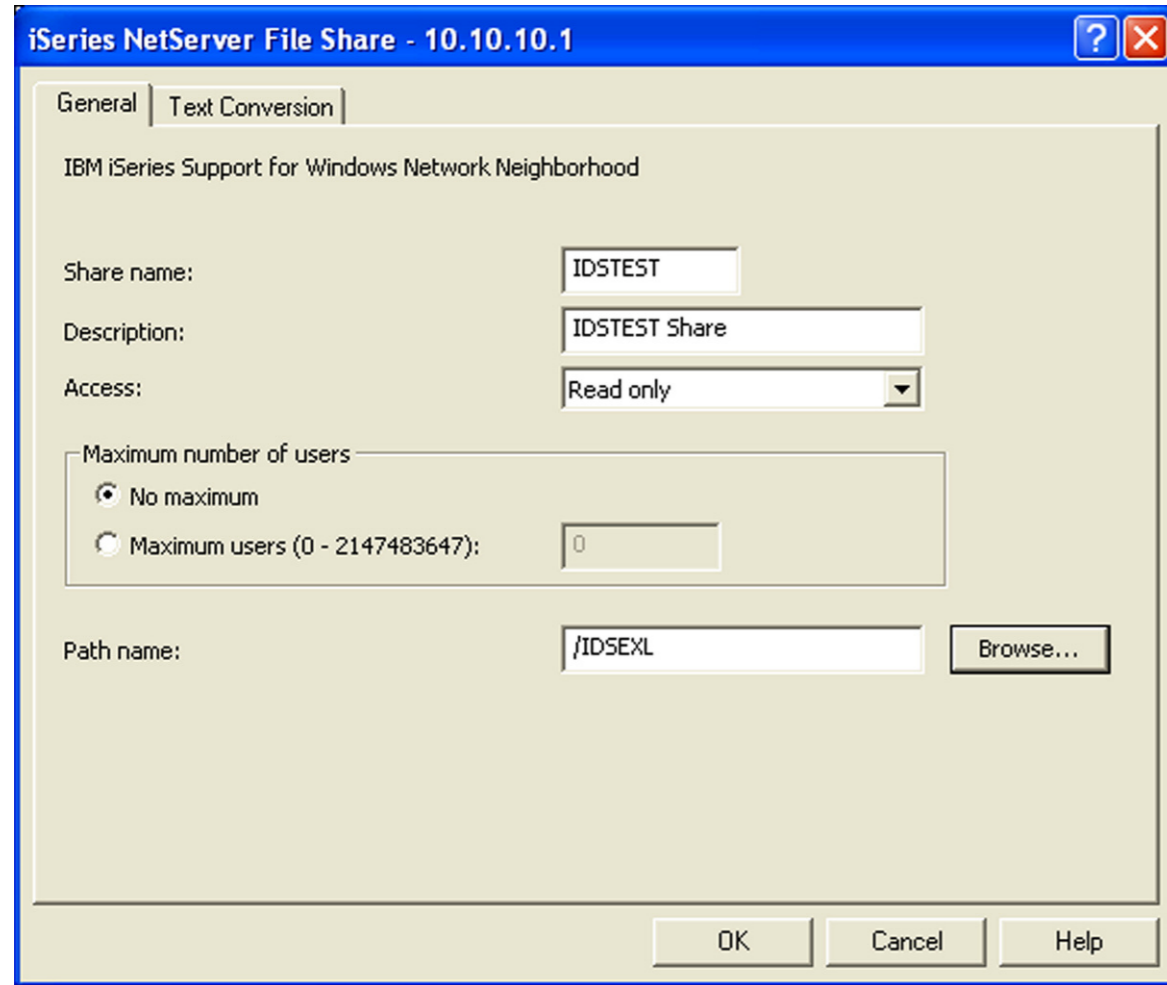 iSeries NetServer File Share - 10.10.10.1
General Text Conversion
IBM iSeries Support for Windows Network Neighborhood
Share name: IDSTEST
Description: IDSTEST Share
Access: Read only
Maximum number of users
No maximum
Maximum users (0 - 2147483647): 0
Path name: /IDSEXL Browse...
OK Cancel Help